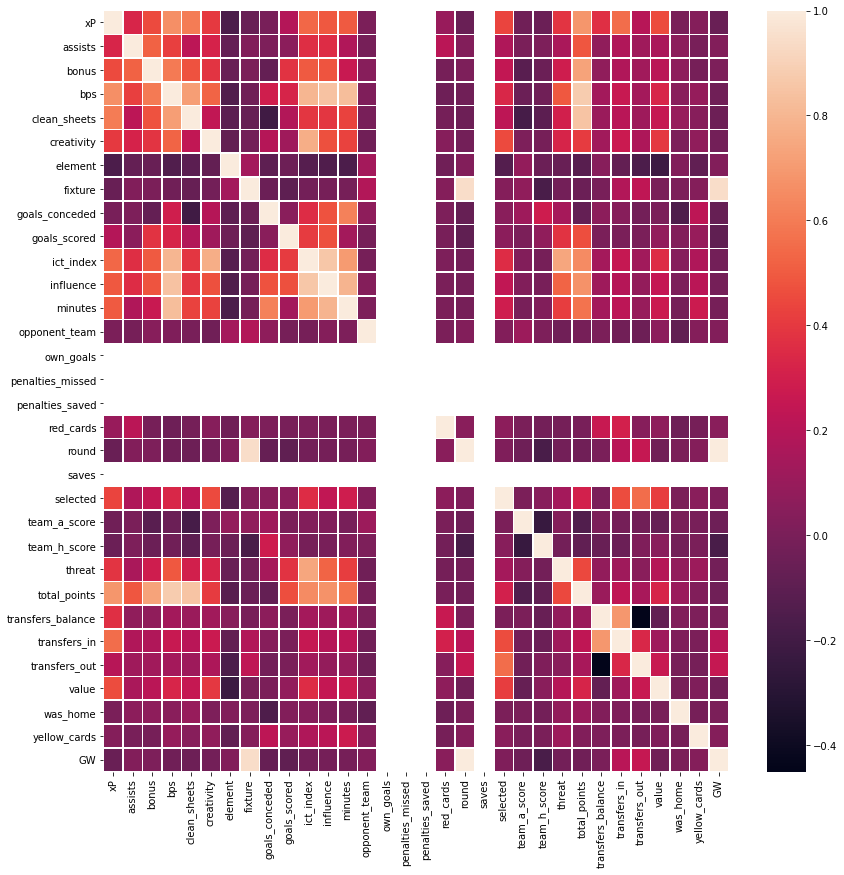 xP
assists
bonus
bps
clean_sheets
creativity
element
fixture
goals_conceded
goals_scored
ict_index
influence
minutes
opponent_team
own_goals
penalties_missed
penalties_saved
red_cards
round
saves
selected
team_a_score
team_h_score
threat
total_points
transfers_balance
transfers_in
transfers_out
value
was_home
yellow_cards
GW
xP
assists
bonus
bps
clean_sheets
creativity
element
fixture
goals_conceded
goals_scored
ict_index
influence
minutes
opponent_team
own_goals
penalties_missed
penalties_saved
red_cards
round
saves
selected
team_a_score
team_h_score
threat
total_points
transfers_balance
transfers_in
transfers_out
value
was_home
yellow_cards
GW
1.0
0.8
0.6
0.4
0.2
0.0
−0.2
−0.4